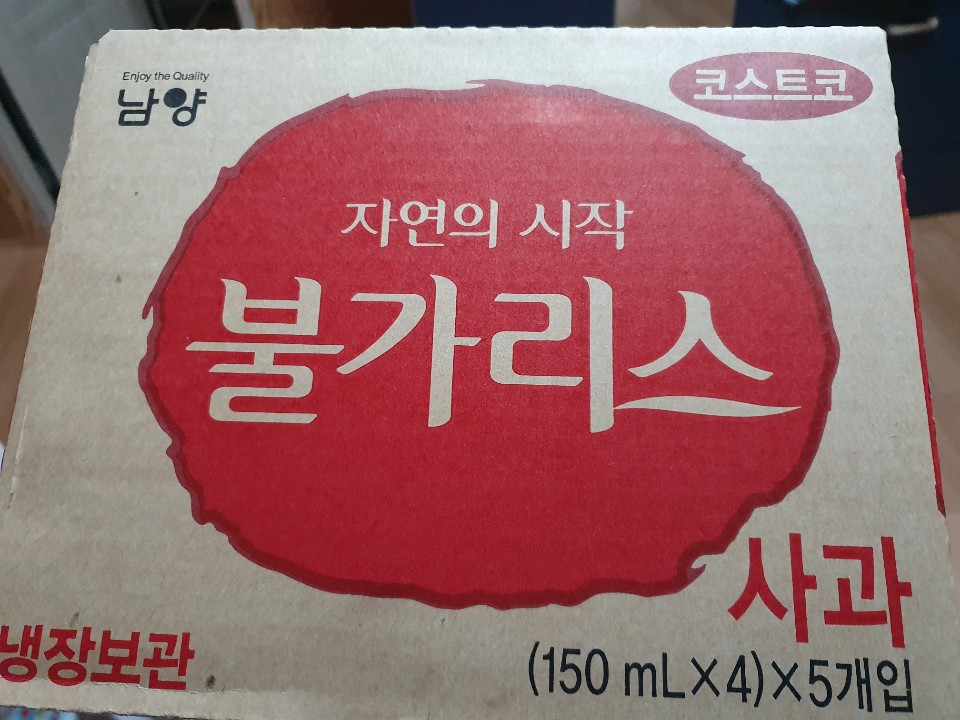 Enjoy the Quality
남양
코스트코
자연의 시작
불가리스
사과
냉장보관
(150 mL×4)×5개입